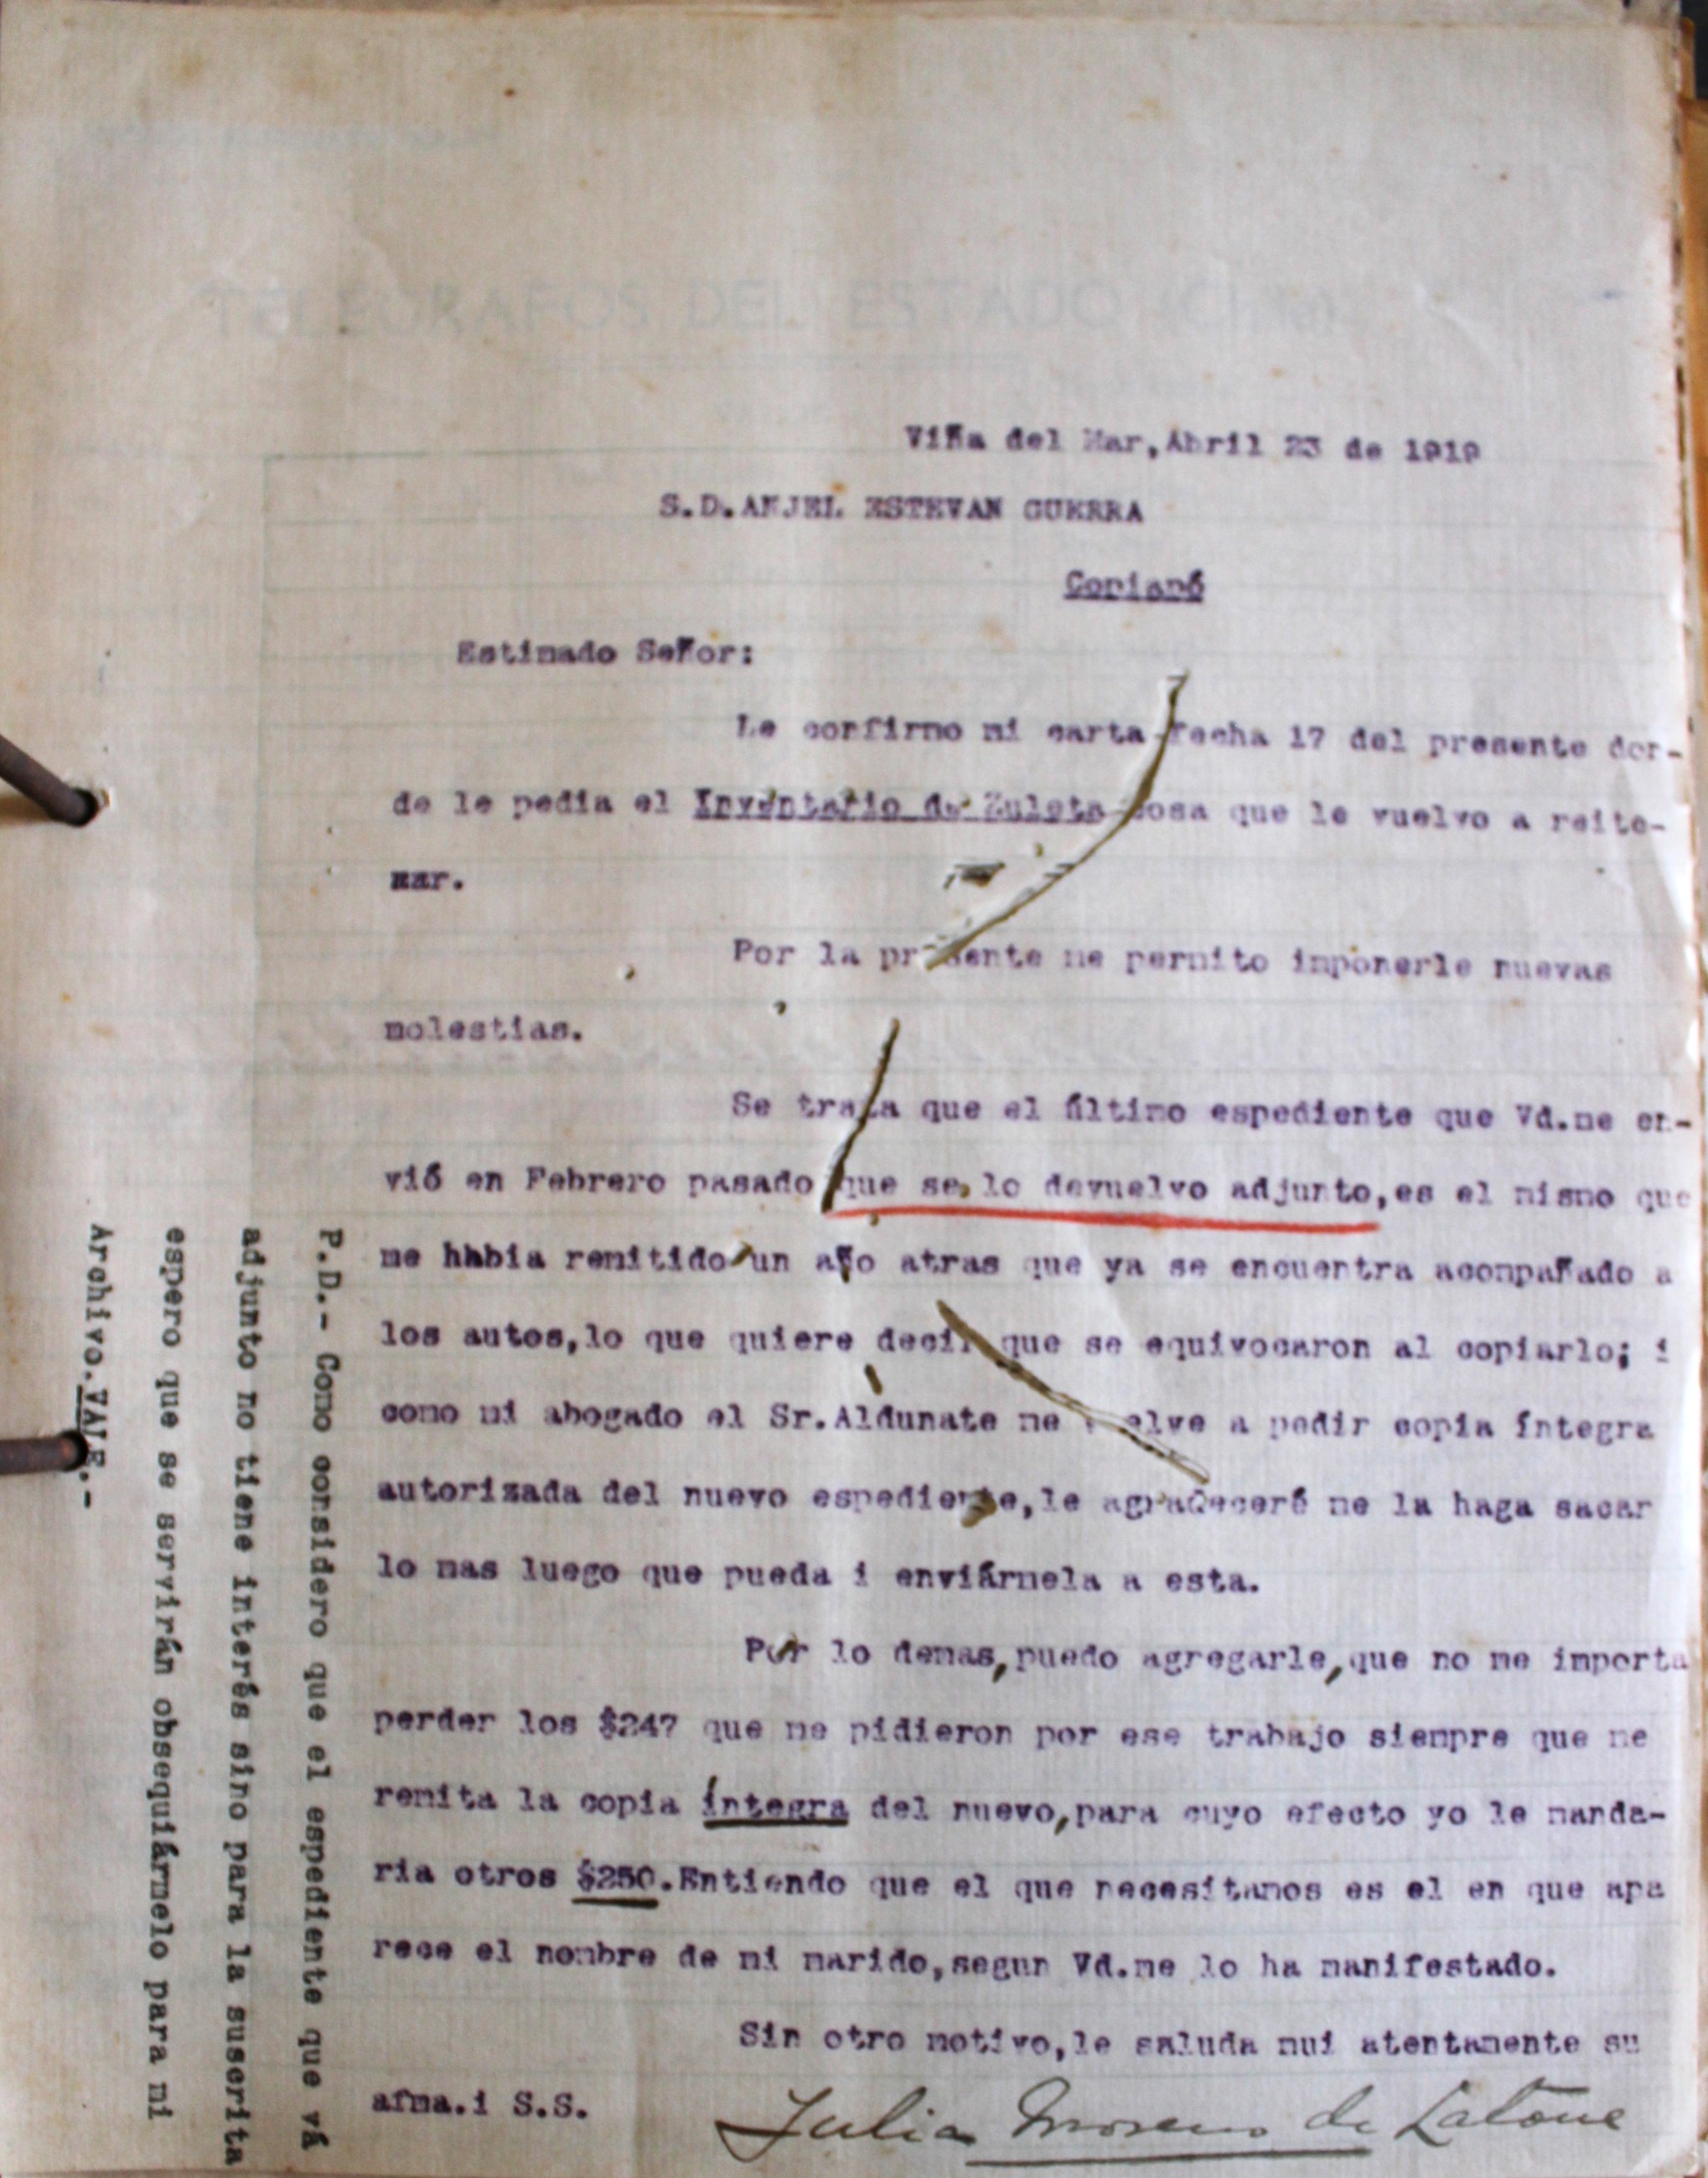 TELEGRAFOS DEL ESTADO (Chile)
Viña del Mar, Abril 23 de 1919
S.D.ANJEL ESTEVAN GUERRA
Copiapó
Estimado Señor:
Le confirmo mi carta fecha 17 del presente don-
de le pedia el Inventario de Zuleta cosa que le vuelvo a reite-
rar.
Por la presente me permito imponerle nuevas
molestias.
Se trata que el último espediente que Vd.me en-
vió en Febrero pasado que se lo devuelvo adjunto,es el mismo que
me habia remitido un año atras que ya se encuentra acompañado a
los autos,lo que quiere decir que se equivocaron al copiarlo; i
como mi abogado el Sr.Aldunate me vuelve a pedir copia íntegra
autorizada del nuevo espediente,le agradeceré me la haga sacar
lo mas luego que pueda i enviármela a esta.
Por lo demas,puedo agregarle,que no me importa
perder los $247 que me pidieron por ese trabajo siempre que me
remita la copia íntegra del nuevo,para cuyo efecto yo le manda-
ria otros $250.Entiendo que el que necesitamos es el en que apa
rece el nombre de mi marido,segun Vd.me lo ha manifestado.
Sin otro motivo,le saluda mui atentamente su
afma.i S.S.
Julia Moreno de Latorre
P.D.- Como considero que el espediente que vá
adjunto no tiene interés sino para la suscrita
espero que se servirán obsequiármelo para mi
Archivo.VALE.-